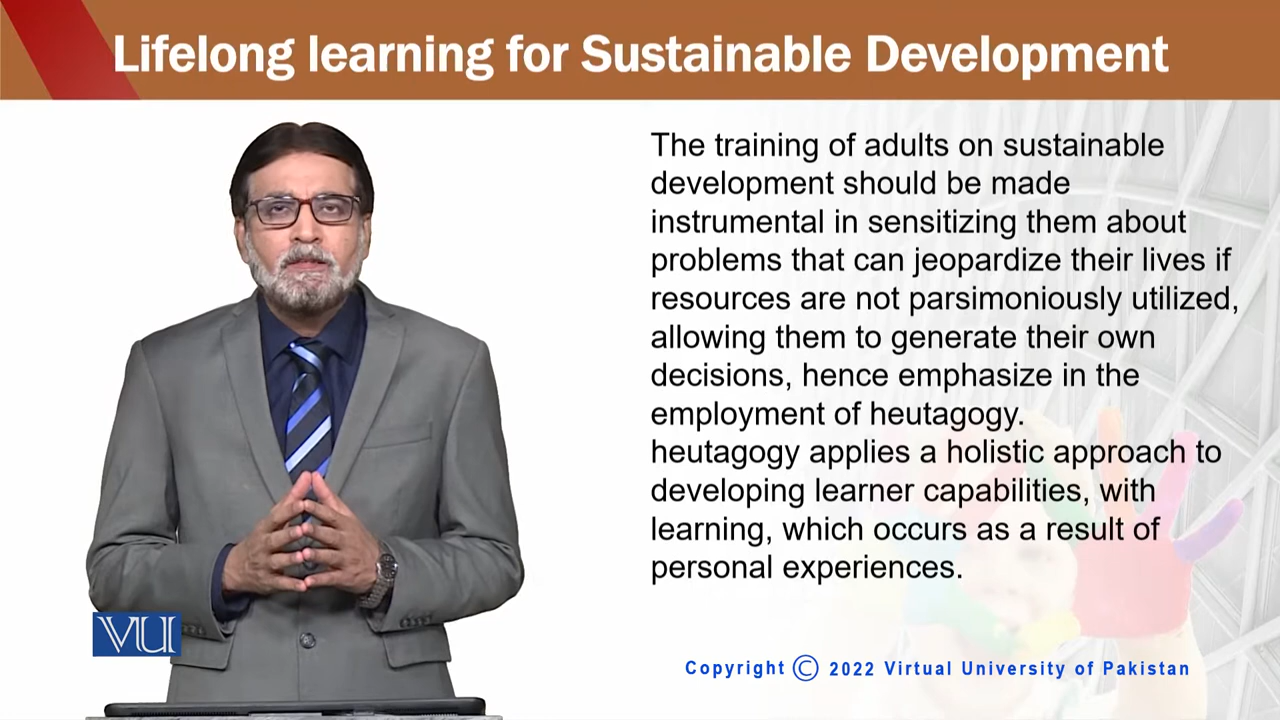 Lifelong learning for Sustainable Development
The training of adults on sustainable
development should be made
instrumental in sensitizing them about
problems that can jeopardize their lives if
resources are not parsimoniously utilized,
allowing them to generate their own
decisions, hence emphasize in the
employment of heutagogy.
heutagogy applies a holistic approach to
developing learner capabilities, with
learning, which occurs as a result of
personal experiences.
VU
Copyright © 2022 Virtual University of Pakistan